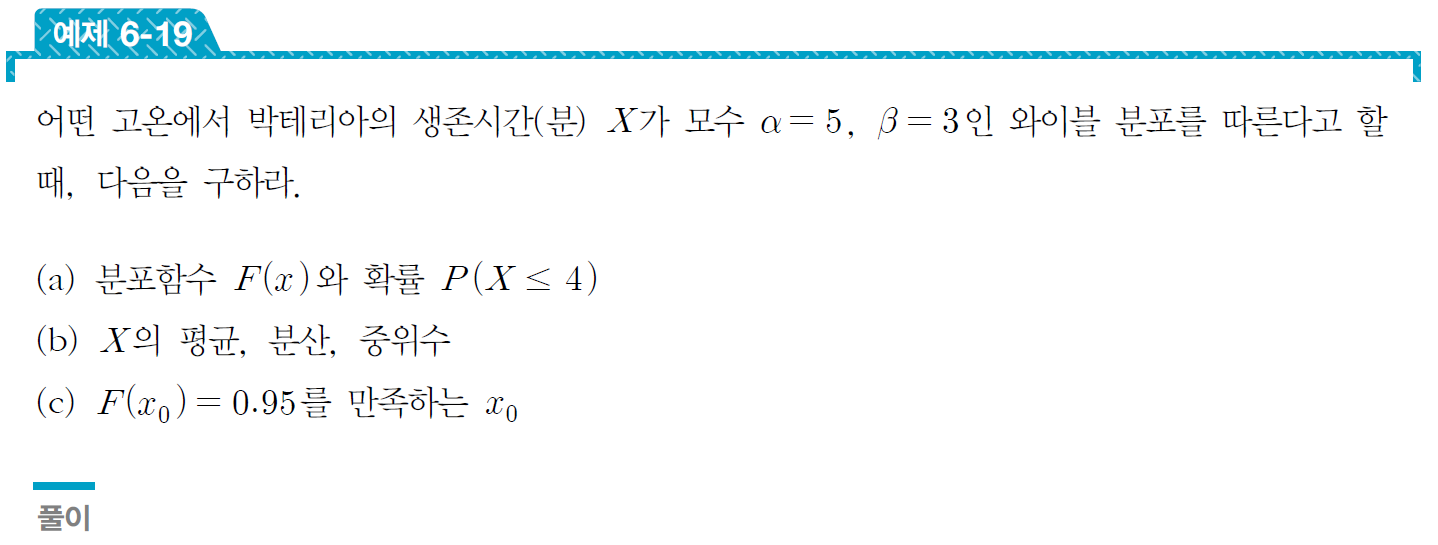 예제 6-19
어떤 고온에서 박테리아의 생존시간(분) X가 모수 α = 5, β = 3인 와이블 분포를 따른다고 할
때, 다음을 구하라.
(a) 분포함수 F(x)와 확률 P(X ≤ 4)
(b) X의 평균, 분산, 중위수
(c) F(x₀) = 0.95를 만족하는 x₀
풀이